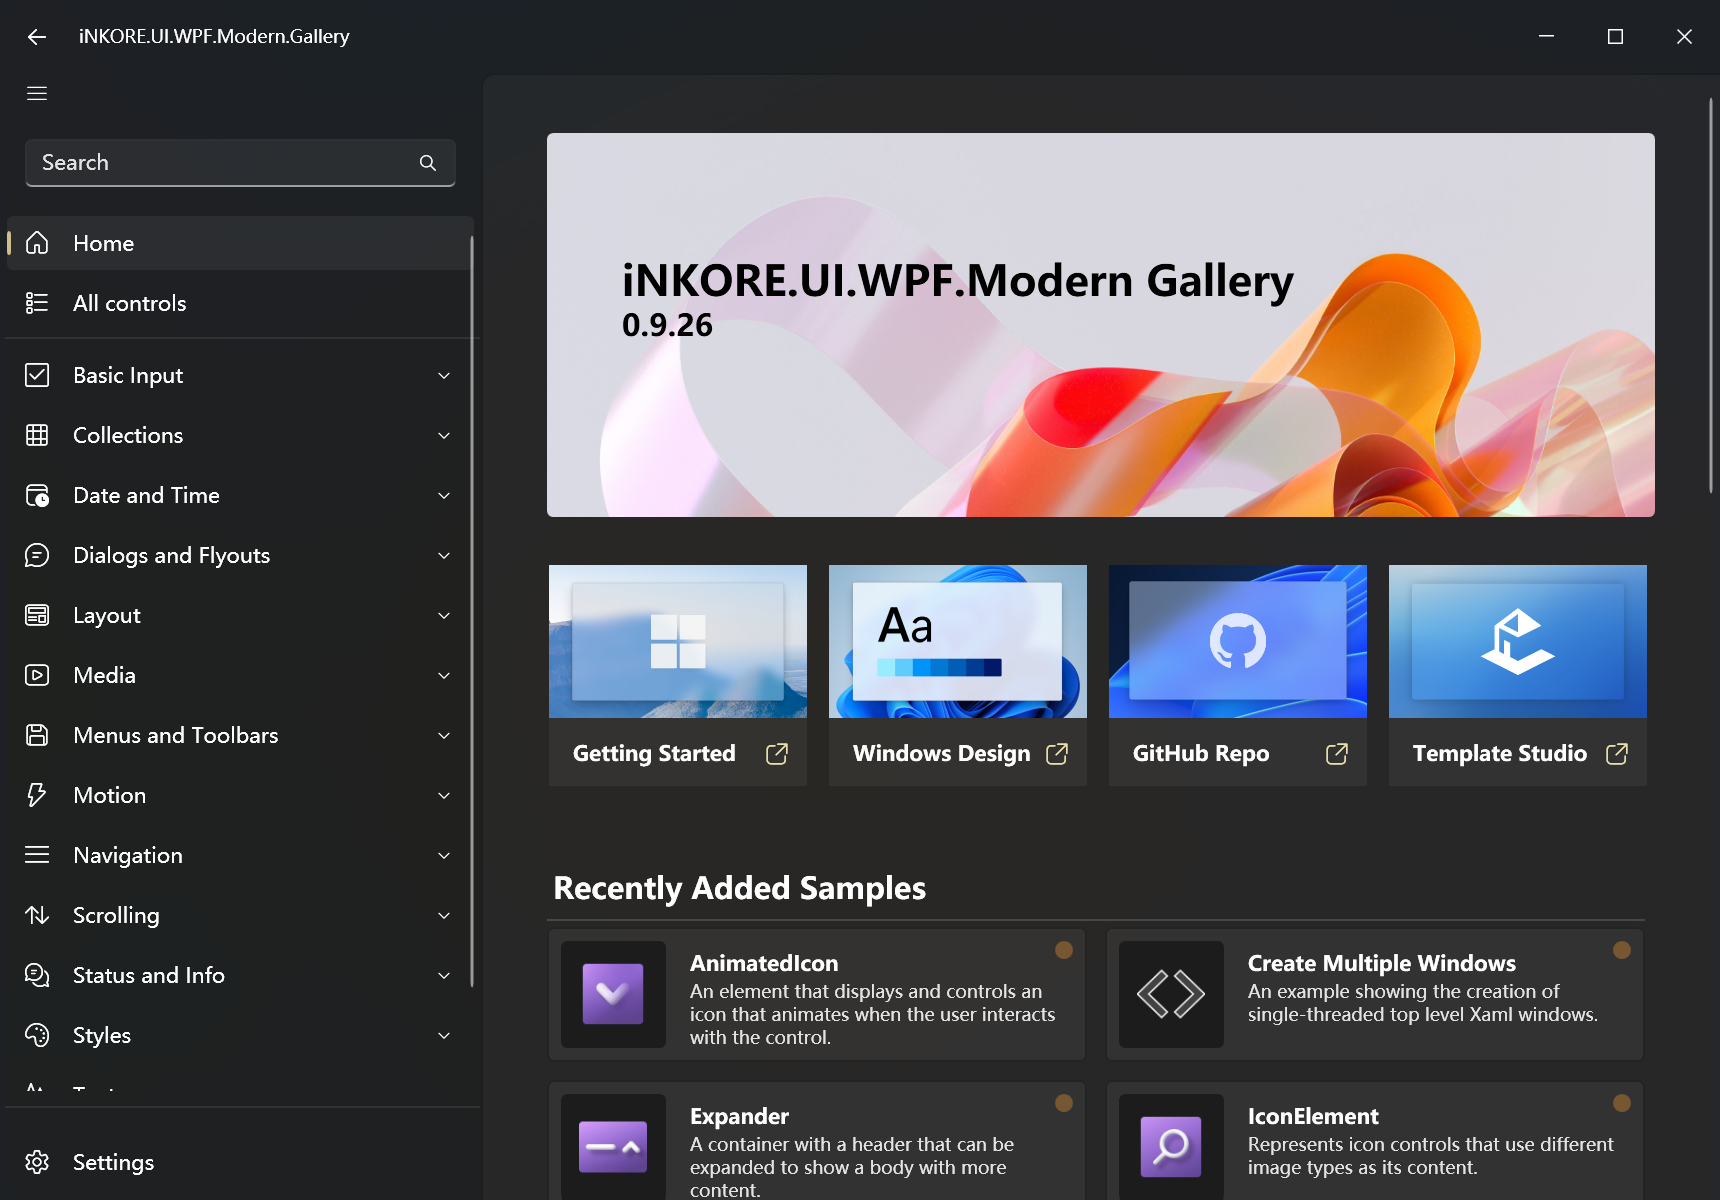 iNKORE.UI.WPF.Modern.Gallery
Search
Home
All controls
Basic Input
Collections
Date and Time
Dialogs and Flyouts
Layout
Media
Menus and Toolbars
Motion
Navigation
Scrolling
Status and Info
Styles
Settings
iNKORE.UI.WPF.Modern Gallery
0.9.26
Aa
Getting Started
Windows Design
GitHub Repo
Template Studio
Recently Added Samples
AnimatedIcon
An element that displays and controls an
icon that animates when the user interacts
with the control.
Create Multiple Windows
An example showing the creation of
single-threaded top level Xaml windows.
Expander
A container with a header that can be
expanded to show a body with more
content.
IconElement
Represents icon controls that use different
image types as its content.